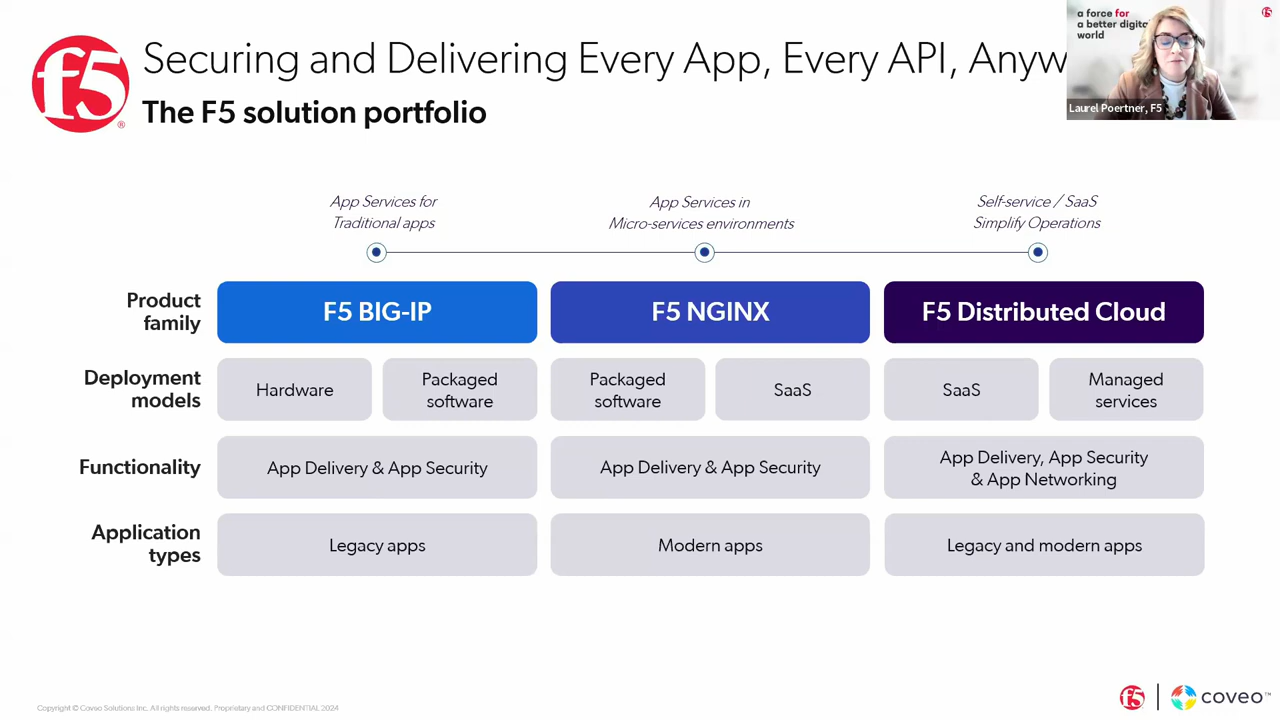 Securing and Delivering Every App, Every API, Anyw
The F5 solution portfolio
a force for
a better digital
world
Laurel Poertner, F5
f5
App Services for
Traditional apps
App Services in
Micro-services environments
Self-service / SaaS
Simplify Operations
Product
family
F5 BIG-IP
F5 NGINX
F5 Distributed Cloud
Deployment
models
Hardware
Packaged
software
Packaged
software
SaaS
SaaS
Managed
services
Functionality
App Delivery & App Security
App Delivery & App Security
App Delivery, App Security
& App Networking
Application
types
Legacy apps
Modern apps
Legacy and modern apps
Copyright © Coveo Solutions Inc. All rights reserved. Proprietary and CONFIDENTIAL 2024
f5
coveo™